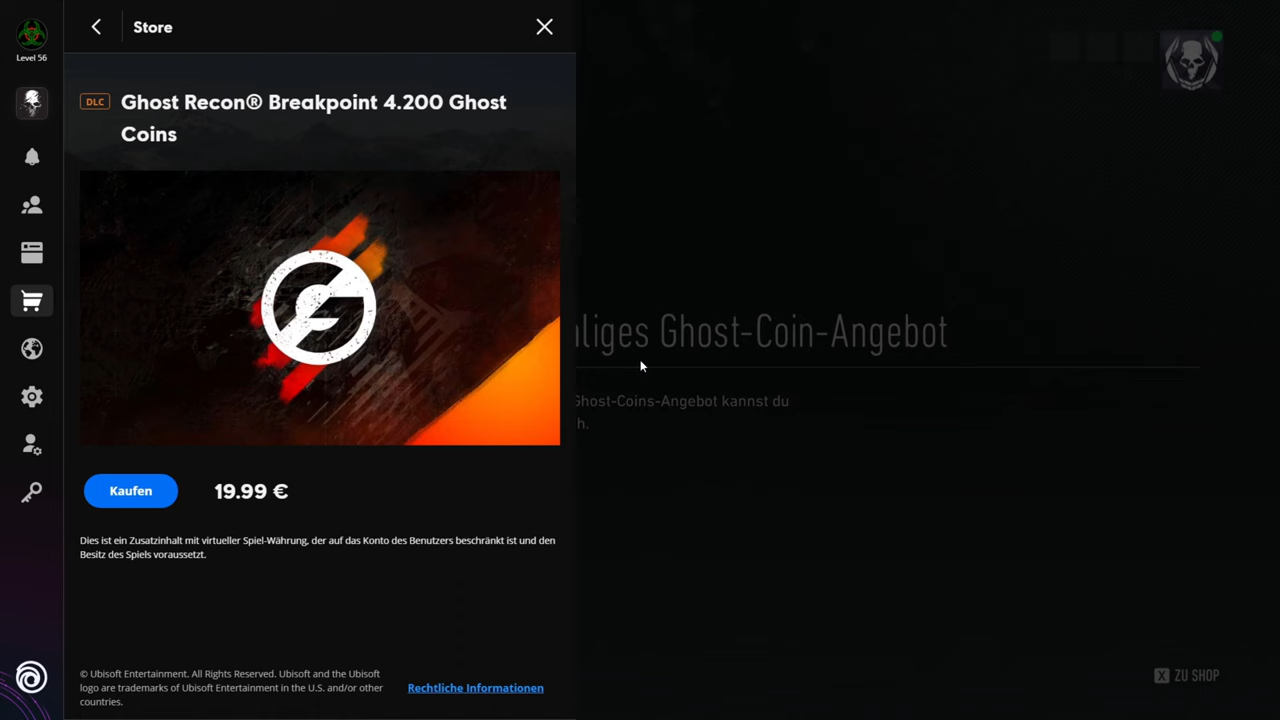 Store
Level 56
DLC
Ghost Recon® Breakpoint 4.200 Ghost
Coins
Kaufen
19.99 €
Dies ist ein Zusatzinhalt mit virtueller Spiel-Währung, der auf das Konto des Benutzers beschränkt ist und den
Besitz des Spiels voraussetzt.
© Ubisoft Entertainment. All Rights Reserved. Ubisoft and the Ubisoft
logo are trademarks of Ubisoft Entertainment in the U.S. and/or other
countries.
Rechtliche Informationen
Ghost-Coin-Angebot
Ghost-Coins-Angebot kannst du
X ZU SHOP